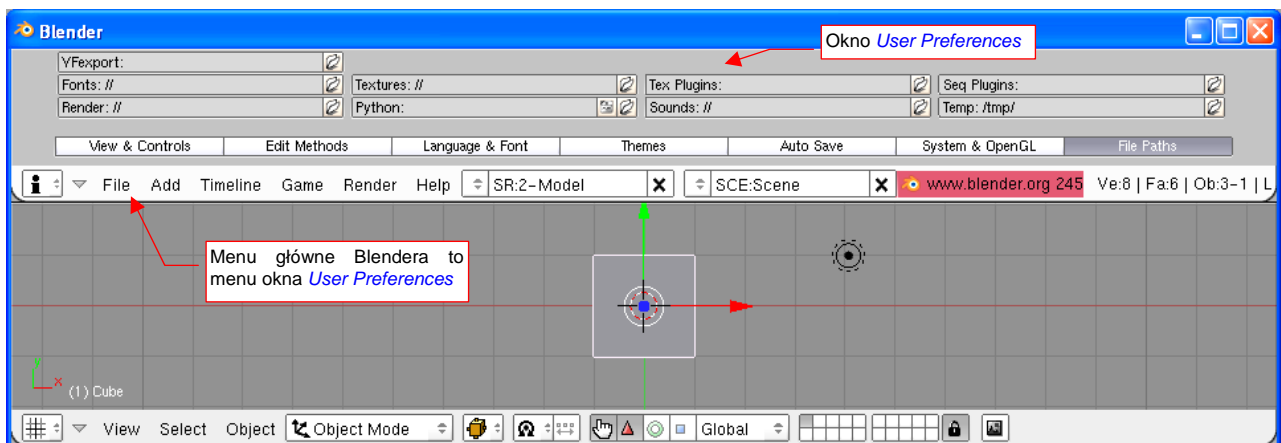 Blender
Okno User Preferences
YFexport:
Fonts: // Textures: // Tex Plugins: Seq Plugins:
Render: // Python: Sounds: // Temp: /tmp/
View & Controls Edit Methods Language & Font Themes Auto Save System & OpenGL File Paths
File Add Timeline Game Render Help SR:2-Model SCE:Scene www.blender.org 245 Ve:8 | Fa:6 | Ob:3-1 | L
Menu główne Blendera to
menu okna User Preferences
y
x
(1) Cube
View Select Object Object Mode Global